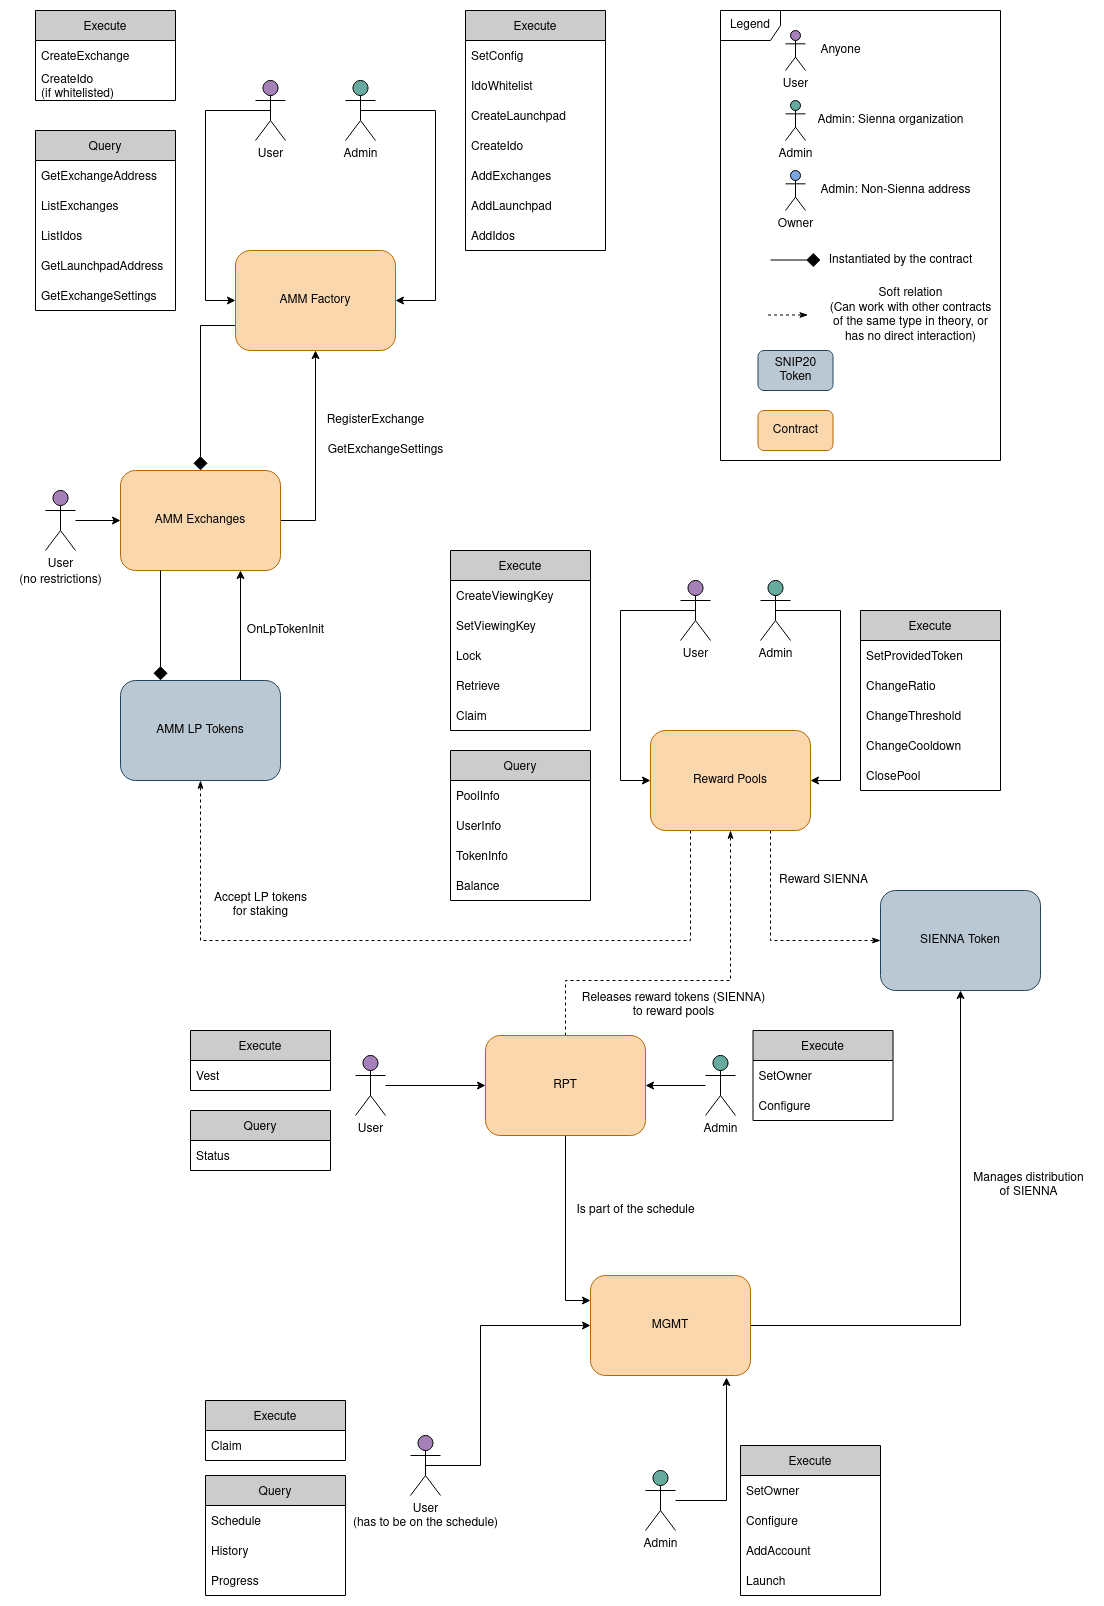 Execute
CreateExchange
CreateIdo
(if whitelisted)
Query
GetExchangeAddress
ListExchanges
ListIdos
GetLaunchpadAddress
GetExchangeSettings
User
Admin
Execute
SetConfig
IdoWhitelist
CreateLaunchpad
CreateIdo
AddExchanges
AddLaunchpad
AddIdos
Legend
User
Anyone
Admin
Admin: Sienna organization
Owner
Admin: Non-Sienna address
Instantiated by the contract
Soft relation
(Can work with other contracts
of the same type in theory, or
has no direct interaction)
SNIP20
Token
Contract
AMM Factory
RegisterExchange
GetExchangeSettings
AMM Exchanges
User
(no restrictions)
OnLpTokenInit
AMM LP Tokens
Execute
CreateViewingKey
SetViewingKey
Lock
Retrieve
Claim
Query
PoolInfo
UserInfo
TokenInfo
Balance
User
Admin
Execute
SetProvidedToken
ChangeRatio
ChangeThreshold
ChangeCooldown
ClosePool
Reward Pools
Accept LP tokens
for staking
Reward SIENNA
SIENNA Token
Releases reward tokens (SIENNA)
to reward pools
Execute
Vest
Query
Status
User
RPT
Admin
Execute
SetOwner
Configure
Is part of the schedule
Manages distribution
of SIENNA
MGMT
Execute
Claim
Query
Schedule
History
Progress
User
(has to be on the schedule)
Admin
Execute
SetOwner
Configure
AddAccount
Launch